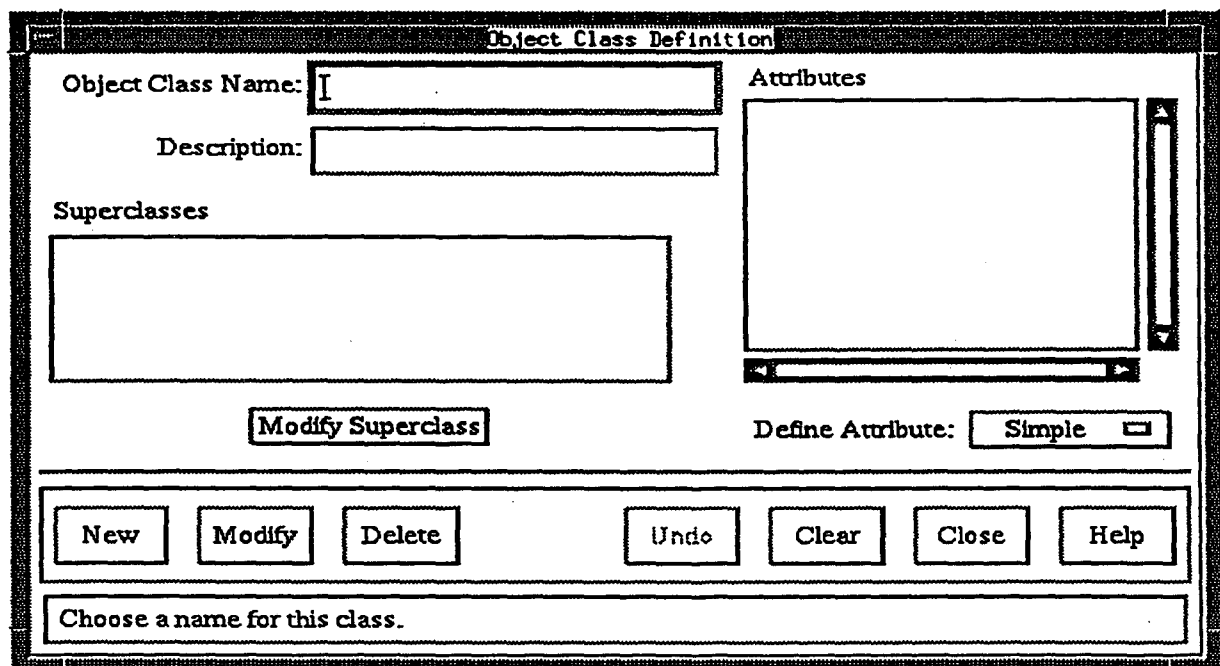 Object Class Definition
Object Class Name:
Attributes
Description:
Superclasses
Modify Superclass
Define Attribute: Simple
New Modify Delete Undo Clear Close Help
Choose a name for this class.